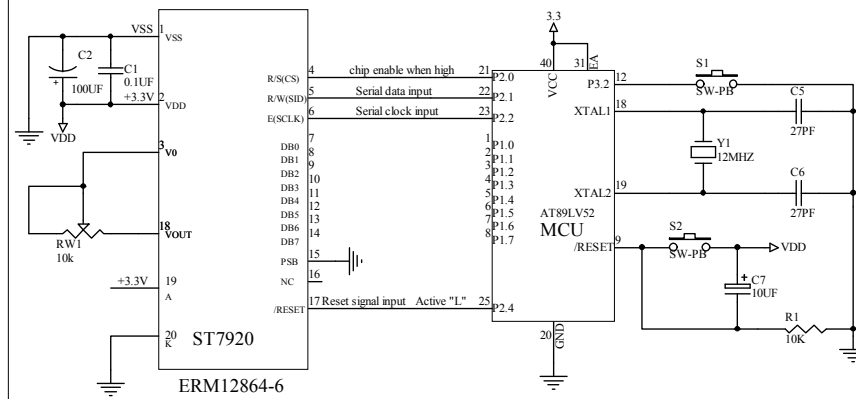 VSS 1 VSS
C2
100UF
C1
0.1UF
+
+3.3V 2 VDD
VDD
3 V0
18 VOUT
RW1
10k
+3.3V 19 A
20 K
R/S(CS) 4 chip enable when high 21 P2.0
R/W(SID) 5 Serial data input 22 P2.1
E(SCLK) 6 Serial clock input 23 P2.2
DB0 7
DB1 8
DB2 9
DB3 10
DB4 11
DB5 12
DB6 13
DB7 14
PSB 15
NC 16
/RESET 17 Reset signal input Active "L" 25 P2.4
ST7920
ERM12864-6
1 P1.0
2 P1.1
3 P1.2
4 P1.3
5 P1.4
6 P1.5
7 P1.6
8 P1.7
3.3
40 VCC
31 EA
P3.2 12
XTAL1 18
XTAL2 19
AT89LV52
MCU
/RESET 9
20 GND
S1
SW-PB
C5
27PF
Y1
12MHZ
C6
27PF
S2
SW-PB
VDD
+
C7
10UF
R1
10K